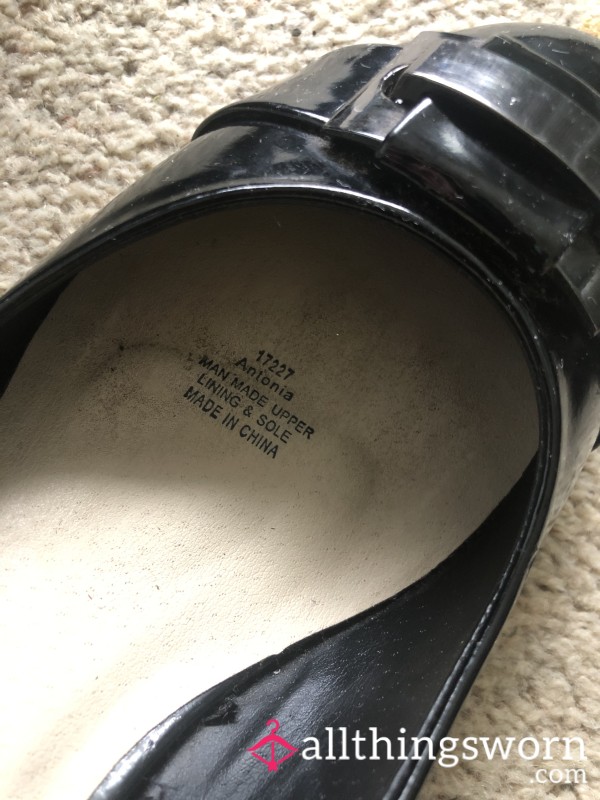 17227
Antonia
MAN MADE UPPER
LINING & SOLE
MADE IN CHINA
allthingsworn
.com